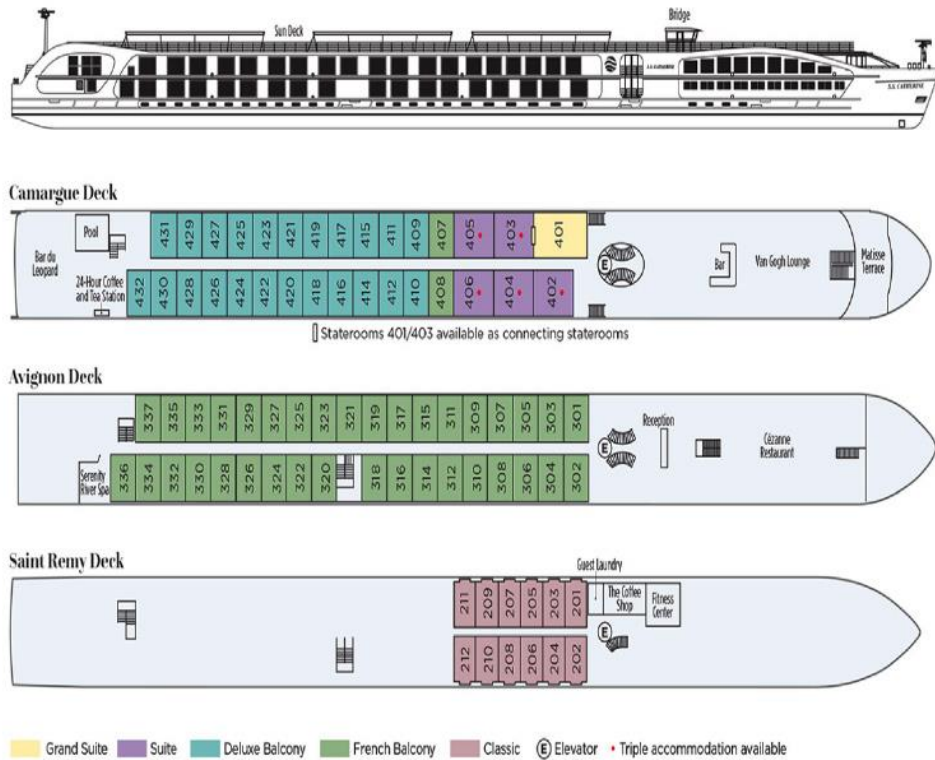 Sun Deck
Bridge
S.S. CATHERINE
S.S. CATHERINE
Camargue Deck
Bar du
Leopard
Pool
24-Hour Coffee
and Tea Station
431 429 427 425 423 421 419 417 415 411 409 407 405 403 401
432 430 428 426 424 422 420 418 416 414 412 410 408 406 404 402
E
Bar
Van Gogh Lounge
Matisse
Terrace
Staterooms 401/403 available as connecting staterooms
Avignon Deck
337 335 333 331 329 327 325 323 321 319 317 315 311 309 307 305 303 301
Serenity
River Spa
336 334 332 330 328 326 324 322 320 318 316 314 312 310 308 306 304 302
E
Reception
Cézanne
Restaurant
Saint Remy Deck
211 209 207 205 203 201
212 210 208 206 204 202
Guest Laundry
The Coffee
Shop
Fitness
Center
E
Grand Suite Suite Deluxe Balcony French Balcony Classic E Elevator • Triple accommodation available